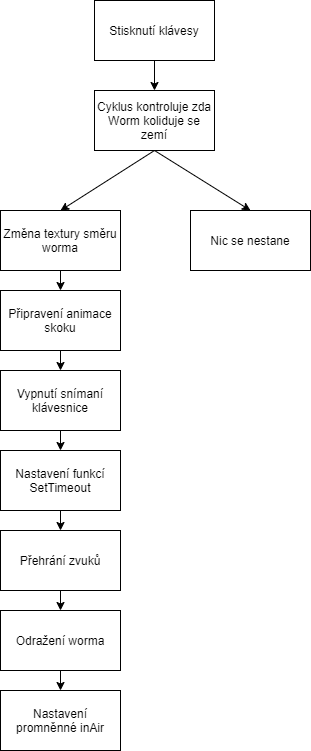 Stisknutí klávesy
Cyklus kontroluje zda
Worm koliduje se
zemí
Změna textury směru
worma
Nic se nestane
Připravení animace
skoku
Vypnutí snímaní
klávesnice
Nastavení funkcí
SetTimeout
Přehrání zvuků
Odražení worma
Nastavení
promněnné inAir